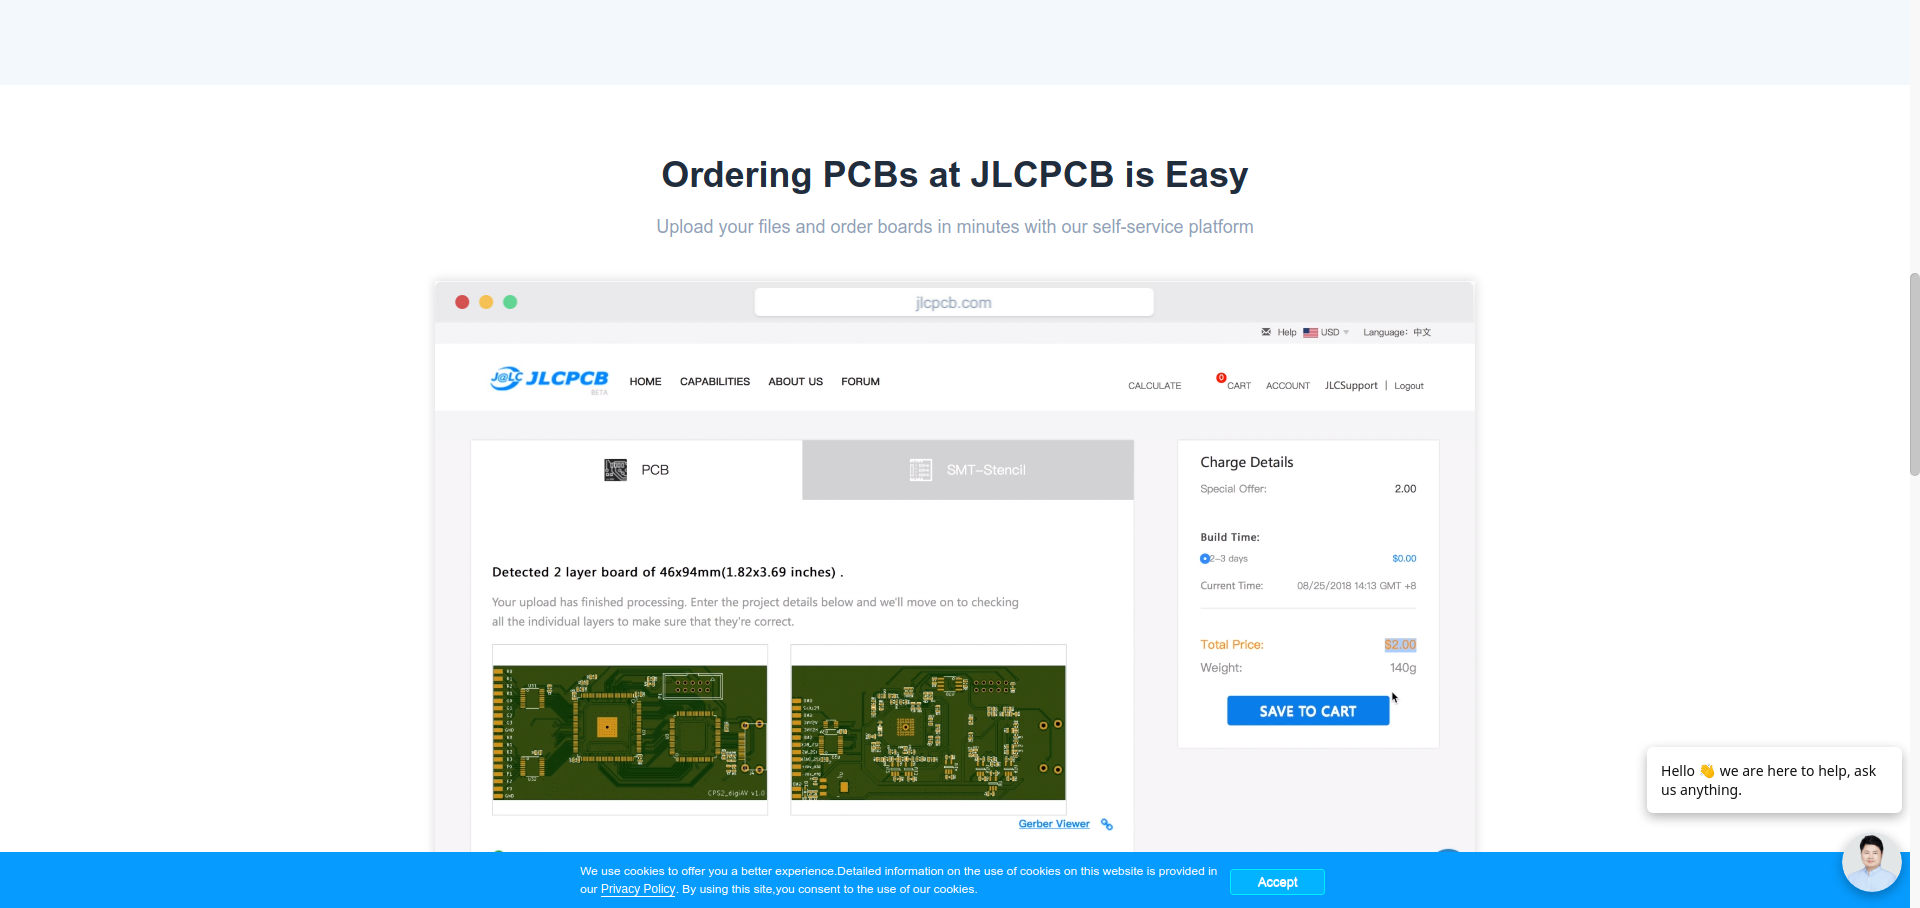 Ordering PCBs at JLCPCB is Easy
Upload your files and order boards in minutes with our self-service platform
jlcpcb.com
Help USD Language: 中文
J@LC JLCPCB
BETA
HOME CAPABILITIES ABOUT US FORUM
CALCULATE 0 CART ACCOUNT JLCSupport | Logout
PCB
SMT-Stencil
Detected 2 layer board of 46x94mm(1.82x3.69 inches) .
Your upload has finished processing. Enter the project details below and we'll move on to checking
all the individual layers to make sure that they're correct.
CPS2_digiAV v1.0
Gerber Viewer
Charge Details
Special Offer: 2.00
Build Time:
2-3 days $0.00
Current Time: 08/25/2018 14:13 GMT +8
Total Price: $2.00
Weight: 140g
SAVE TO CART
Hello 👋 we are here to help, ask
us anything.
We use cookies to offer you a better experience.Detailed information on the use of cookies on this website is provided in
our Privacy Policy. By using this site,you consent to the use of our cookies.
Accept